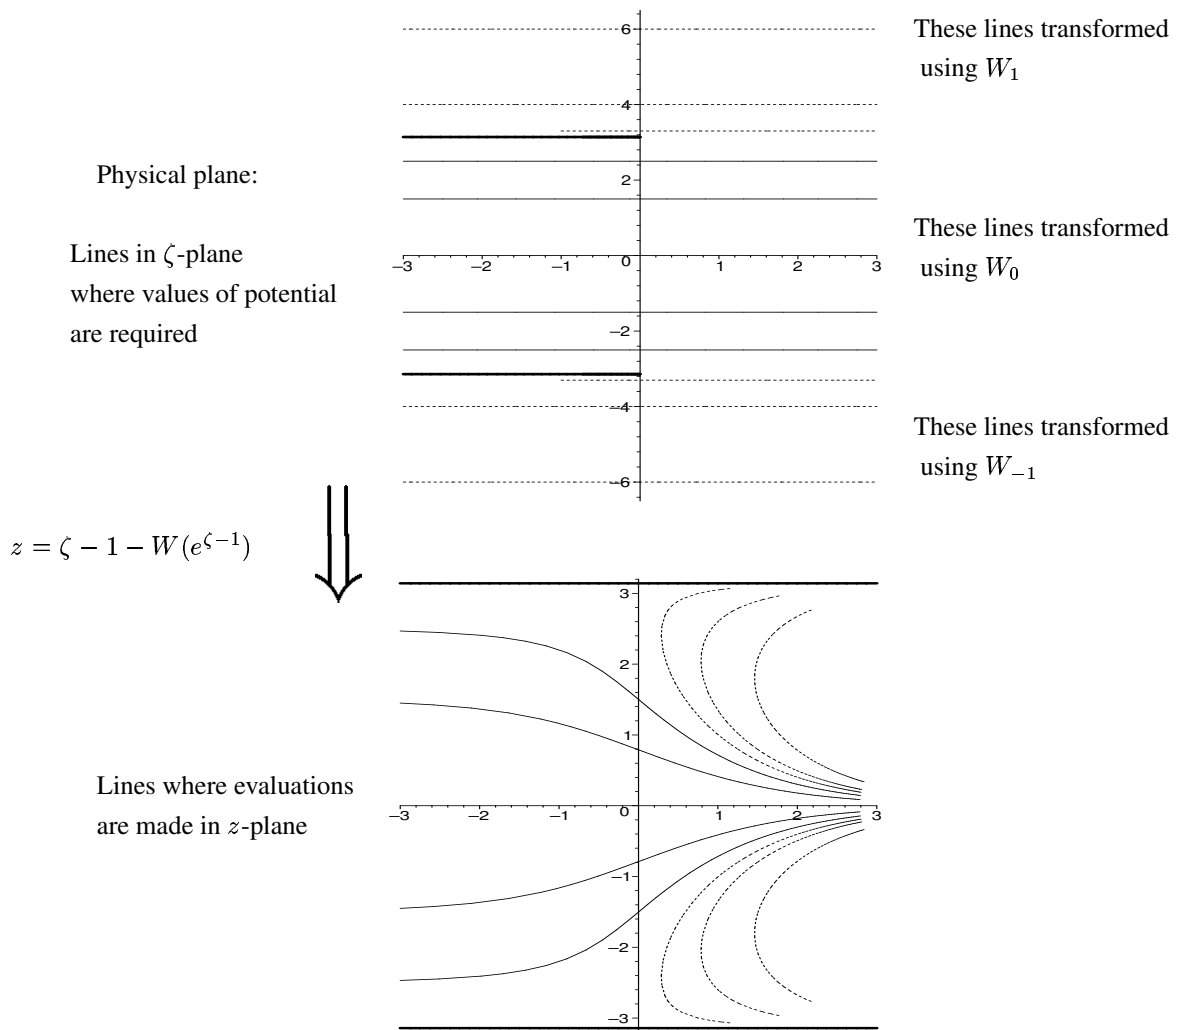 These lines transformed
using W₁
6
4
2
0
−2
−4
−6
−3 −2 −1 1 2 3
Physical plane:
Lines in ζ-plane
where values of potential
are required
These lines transformed
using W₀
These lines transformed
using W₋₁
z = ζ − 1 − W(e^{ζ−1})
3
2
1
0
−1
−2
−3
−3 −2 −1 1 2 3
Lines where evaluations
are made in z-plane